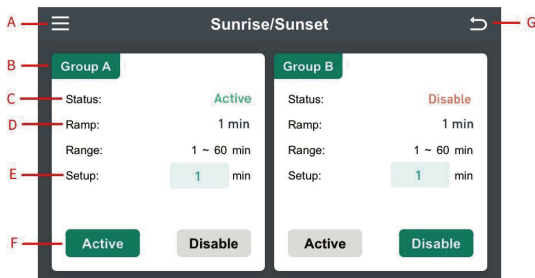 A Sunrise/Sunset G
B Group A Group B
C Status: Active Status: Disable
D Ramp: 1 min Ramp: 1 min
Range: 1 ~ 60 min Range: 1 ~ 60 min
E Setup: 1 min Setup: 1 min
F Active Disable Active Disable